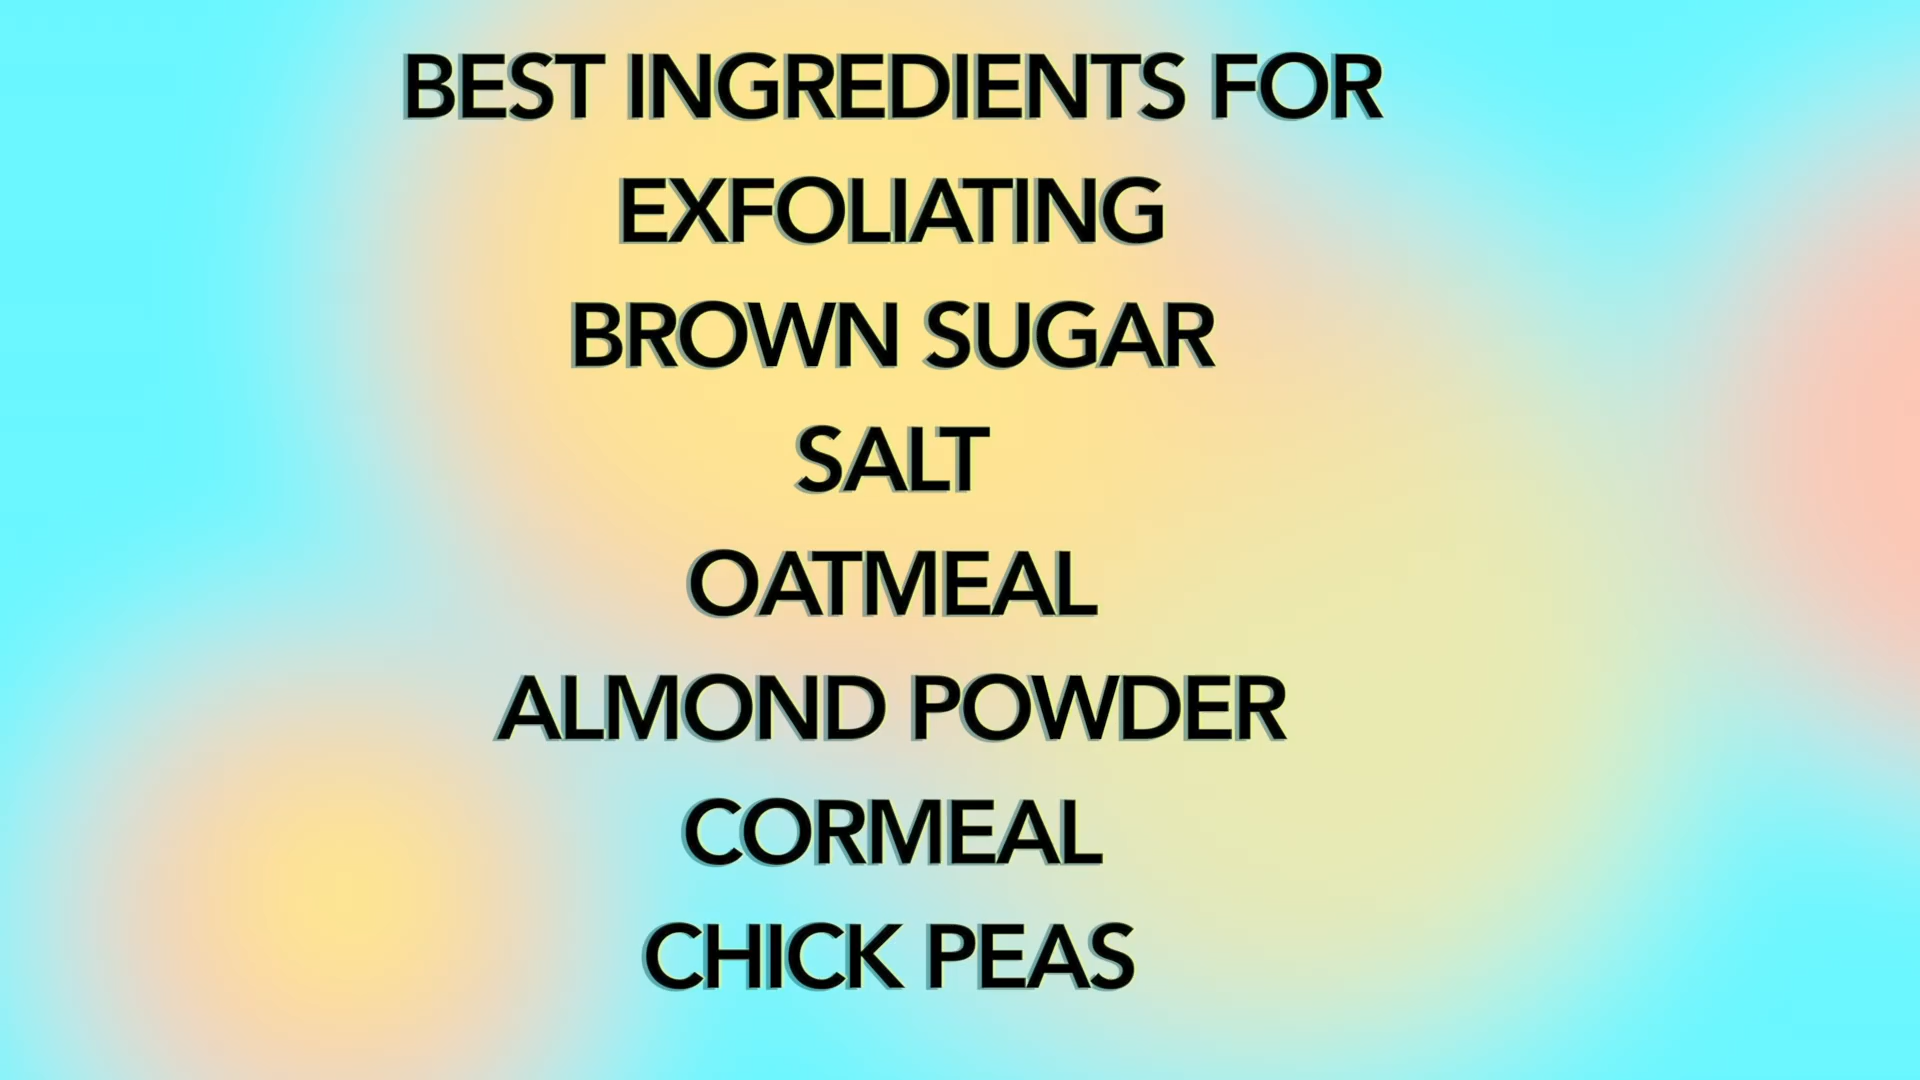 BEST INGREDIENTS FOR
EXFOLIATING
BROWN SUGAR
SALT
OATMEAL
ALMOND POWDER
CORMEAL
CHICK PEAS